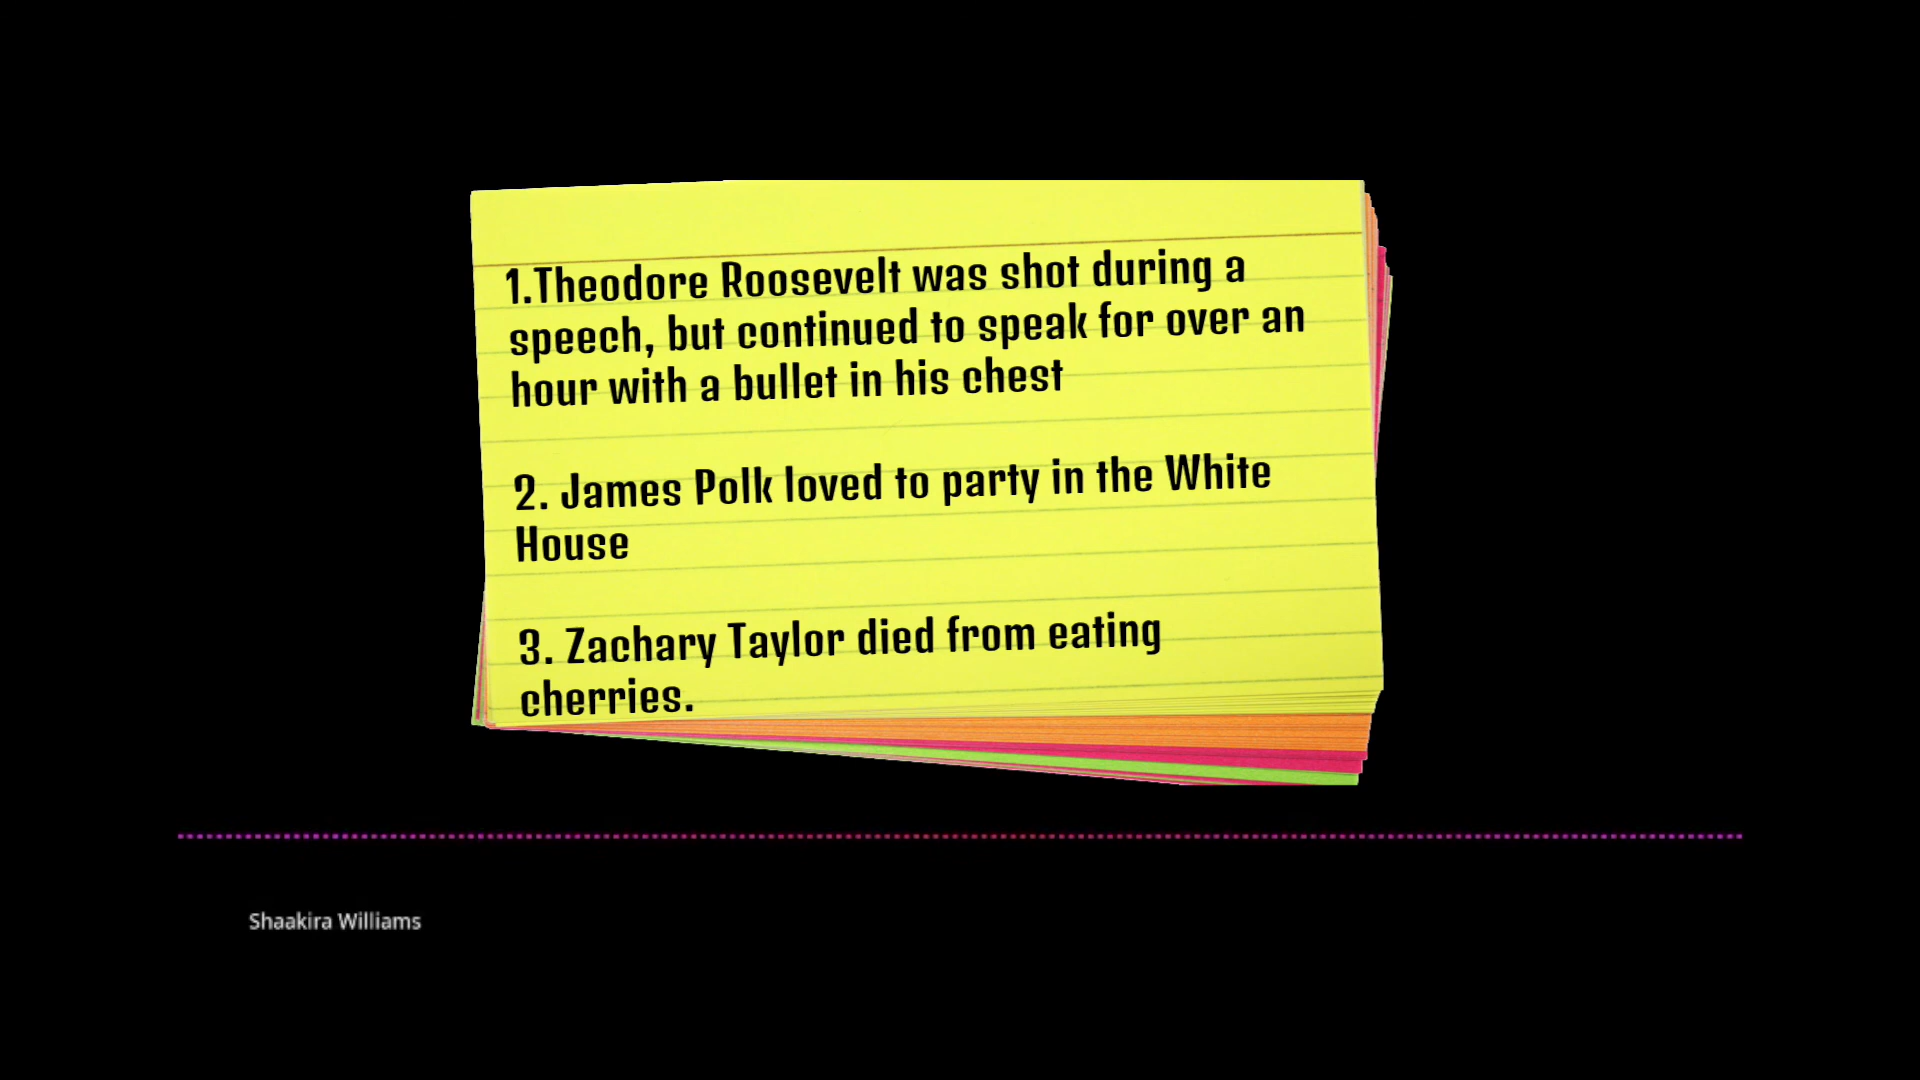 1.Theodore Roosevelt was shot during a
speech, but continued to speak for over an
hour with a bullet in his chest
2. James Polk loved to party in the White
House
3. Zachary Taylor died from eating
cherries.
Shaakira Williams